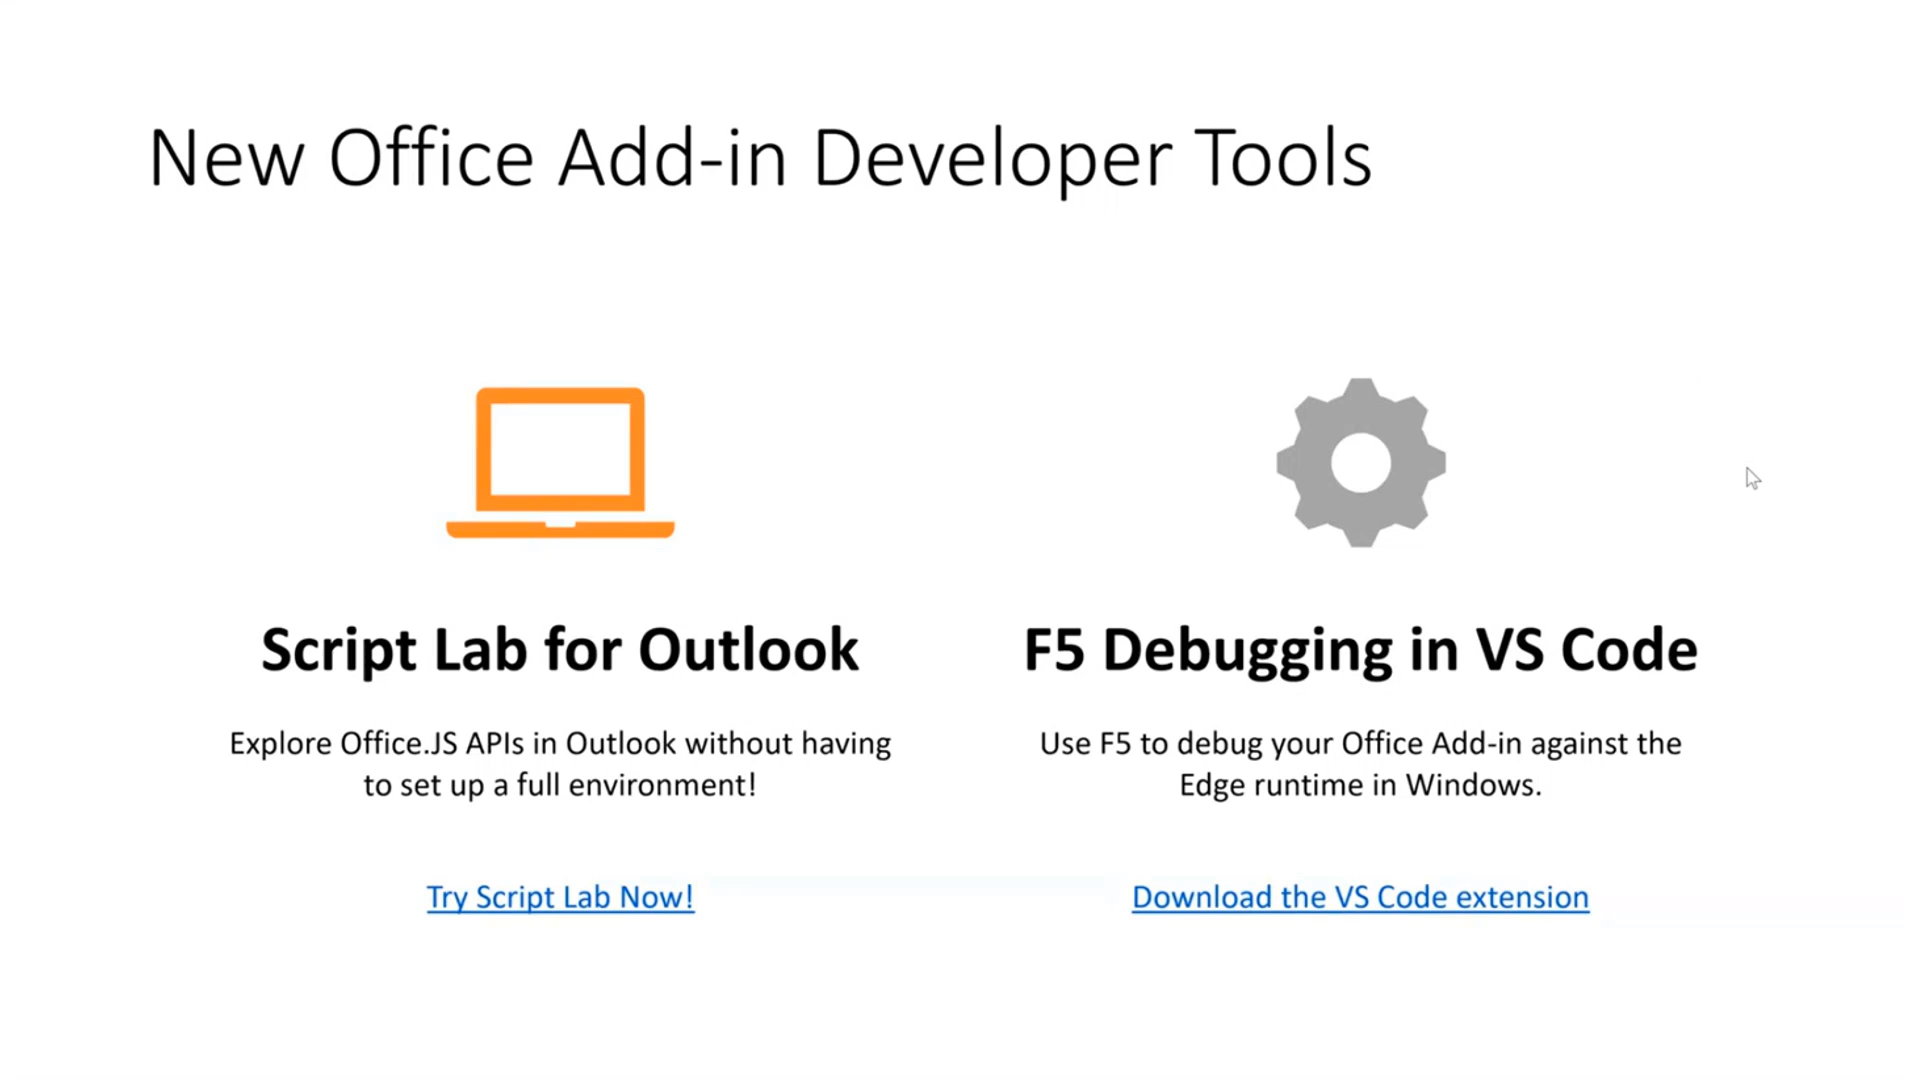 New Office Add-in Developer Tools
Script Lab for Outlook
Explore Office.JS APIs in Outlook without having
to set up a full environment!
Try Script Lab Now!
F5 Debugging in VS Code
Use F5 to debug your Office Add-in against the
Edge runtime in Windows.
Download the VS Code extension